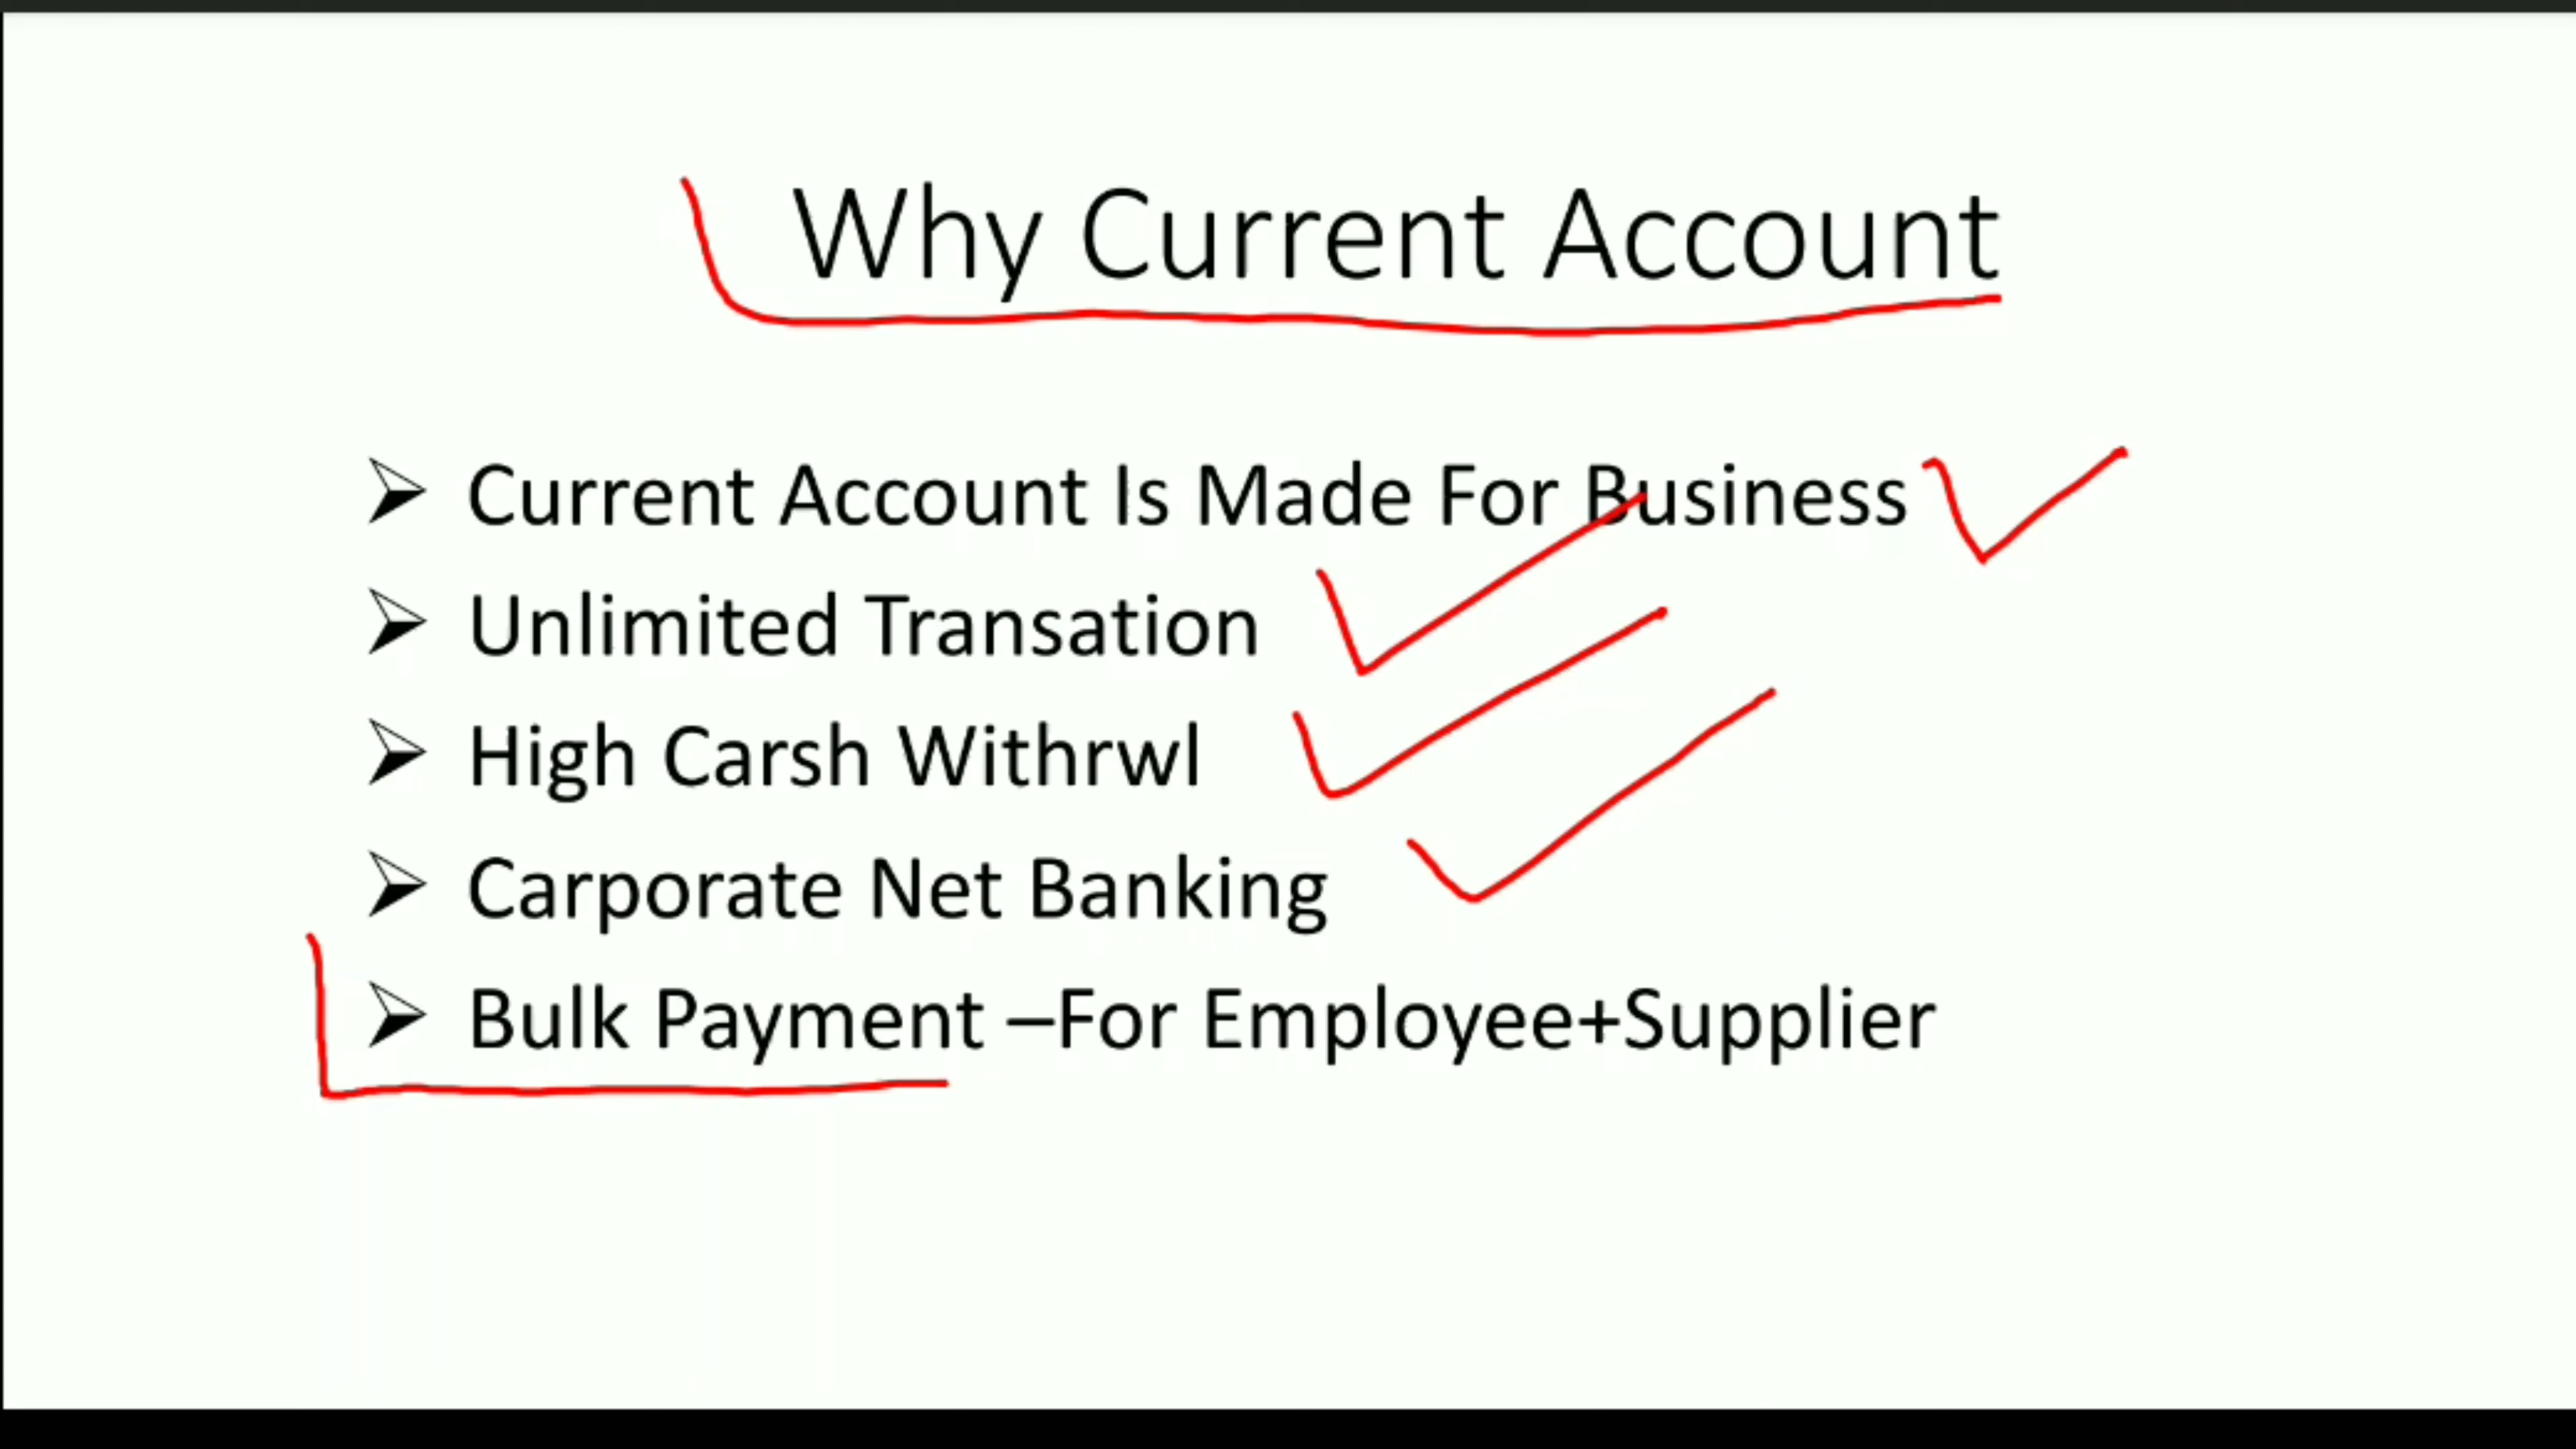 Why Current Account
Current Account Is Made For Business
Unlimited Transation
High Carsh Withrwl
Carporate Net Banking
Bulk Payment –For Employee+Supplier